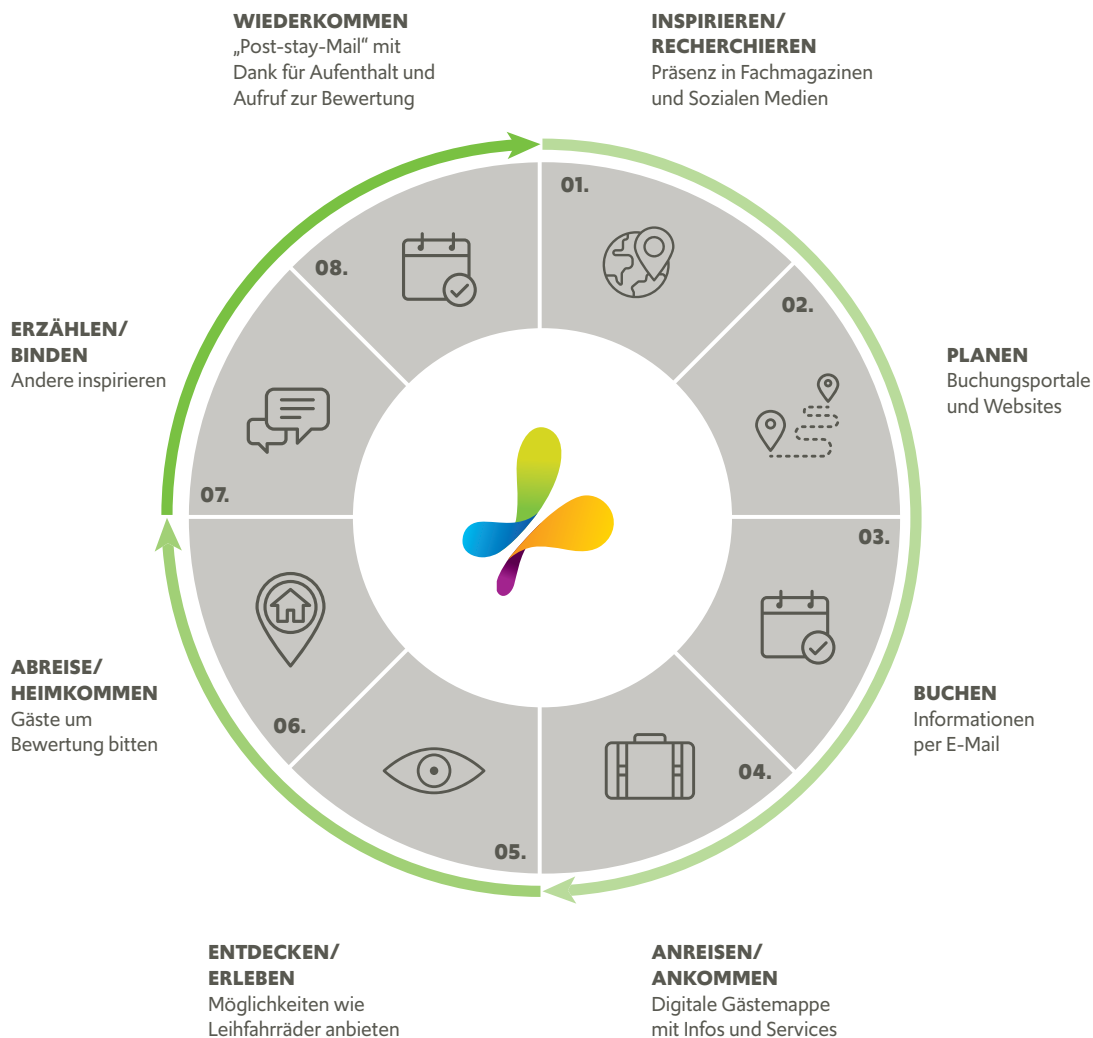 WIEDERKOMMEN
„Post-stay-Mail“ mit
Dank für Aufenthalt und
Aufruf zur Bewertung
INSPIRIEREN/
RECHERCHIEREN
Präsenz in Fachmagazinen
und Sozialen Medien
01.
02.
03.
04.
05.
06.
07.
08.
PLANEN
Buchungsportale
und Websites
BUCHEN
Informationen
per E-Mail
ANREISEN/
ANKOMMEN
Digitale Gästemappe
mit Infos und Services
ENTDECKEN/
ERLEBEN
Möglichkeiten wie
Leihfahrräder anbieten
ABREISE/
HEIMKOMMEN
Gäste um
Bewertung bitten
ERZÄHLEN/
BINDEN
Andere inspirieren